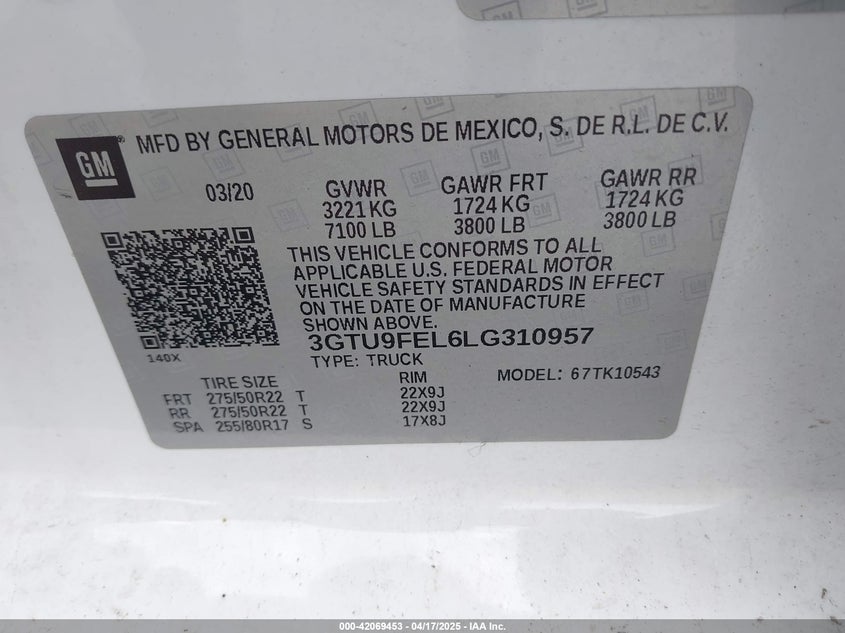 GM
MFD BY GENERAL MOTORS DE MEXICO, S. DE R.L. DE C.V.
03/20 GVWR GAWR FRT GAWR RR
3221 KG 1724 KG 1724 KG
7100 LB 3800 LB 3800 LB
THIS VEHICLE CONFORMS TO ALL
APPLICABLE U.S. FEDERAL MOTOR
VEHICLE SAFETY STANDARDS IN EFFECT
ON THE DATE OF MANUFACTURE
SHOWN ABOVE.
3GTU9FEL6LG310957
140X
TYPE: TRUCK
TIRE SIZE RIM MODEL: 67TK10543
FRT 275/50R22 T 22X9J
RR 275/50R22 T 22X9J
SPA 255/80R17 S 17X8J
000-42069453 - 04/17/2025 - IAA Inc.